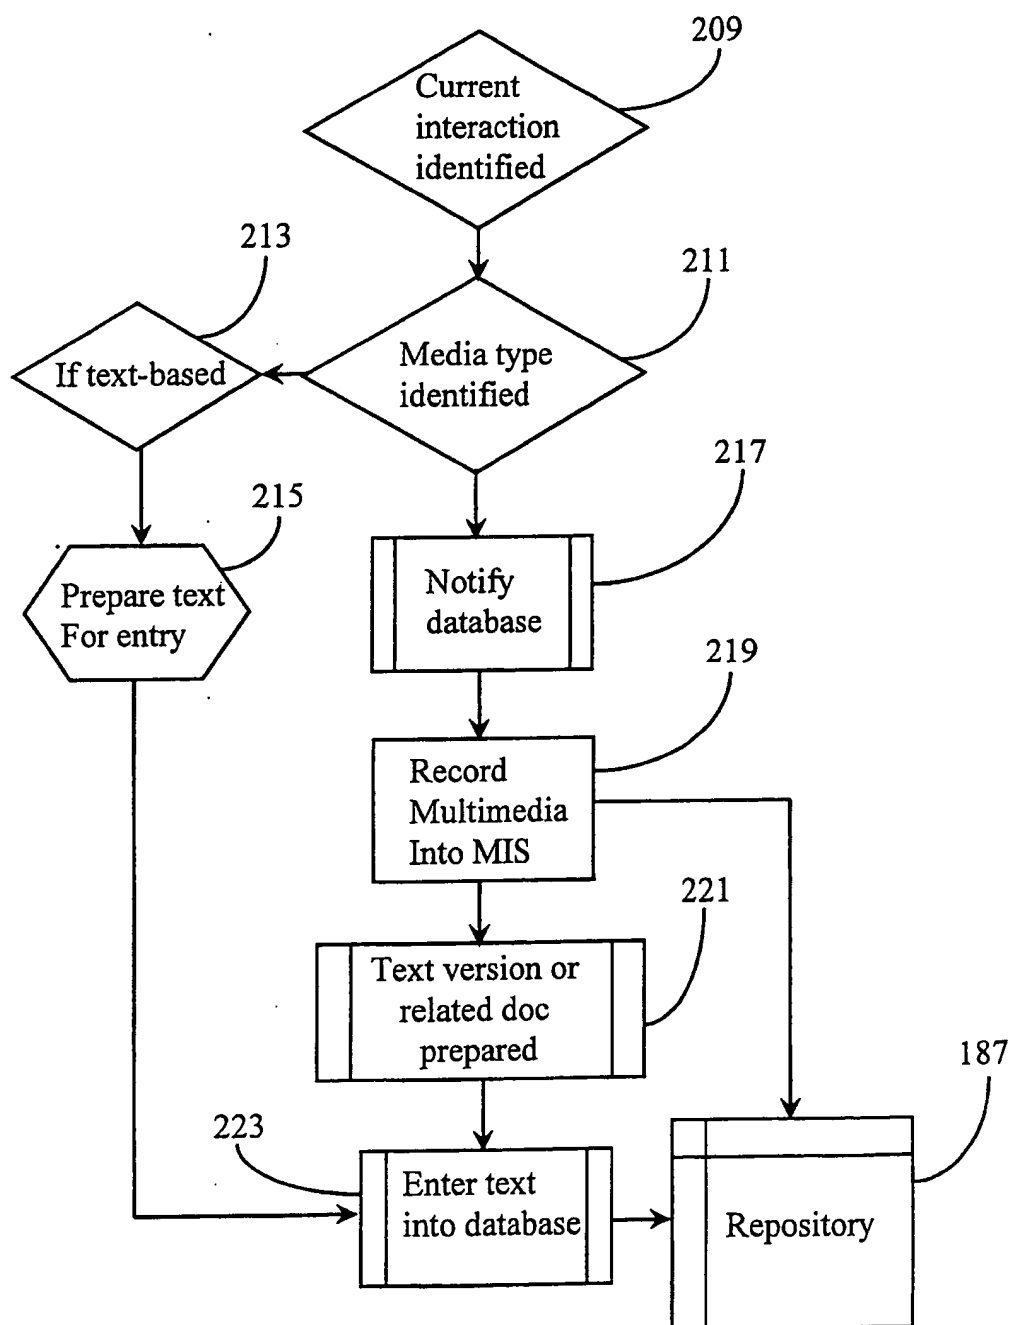 209
Current
interaction
identified
213
211
If text-based
Media type
identified
217
215
Prepare text
For entry
Notify
database
219
Record
Multimedia
Into MIS
221
Text version or
related doc
prepared
187
223
Enter text
into database
Repository